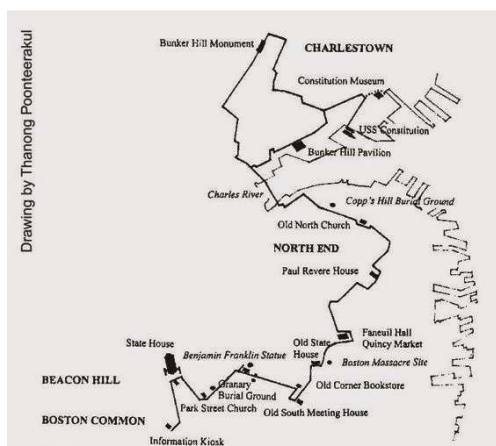 Drawing by Thanong Poonteerakul
Bunker Hill Monument
CHARLESTOWN
Constitution Museum
USS Constitution
Bunker Hill Pavilion
Charles River
Copp's Hill Burial Ground
Old North Church
NORTH END
Paul Revere House
Faneuil Hall
Quincy Market
Old State
House
Boston Massacre Site
State House
Benjamin Franklin Statue
BEACON HILL
Granary
Burial Ground
Old Corner Bookstore
Park Street Church
Old South Meeting House
BOSTON COMMON
Information Kiosk